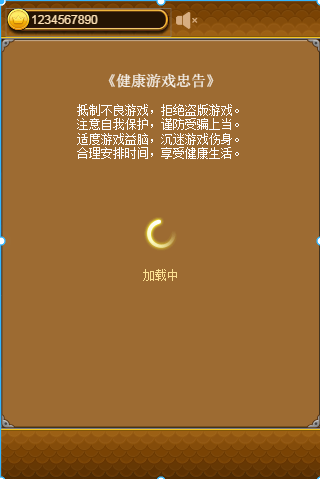 1234567890
《健康游戏忠告》
抵制不良游戏，拒绝盗版游戏。
注意自我保护，谨防受骗上当。
适度游戏益脑，沉迷游戏伤身。
合理安排时间，享受健康生活。
加载中